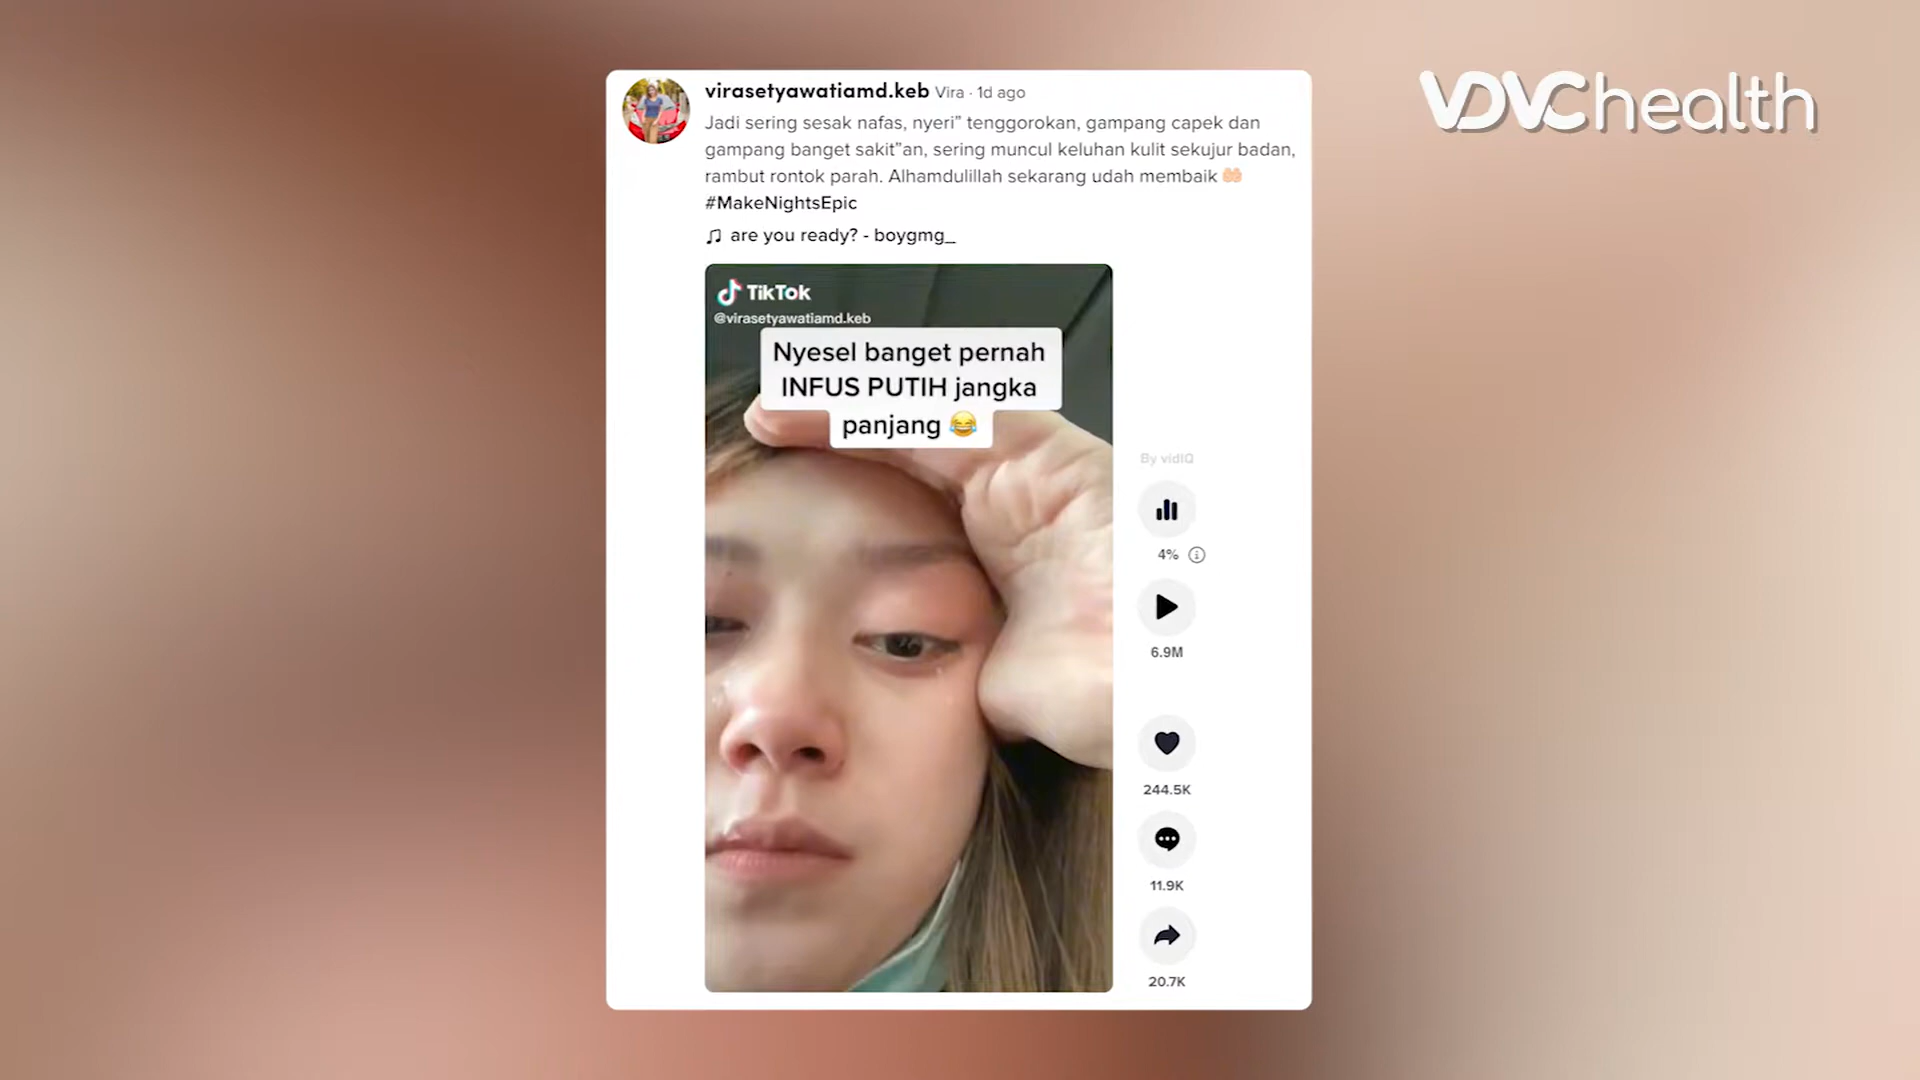 VDVChealth
virasetyawatiamd.keb Vira · 1d ago
Jadi sering sesak nafas, nyeri" tenggorokan, gampang capek dan
gampang banget sakit"an, sering muncul keluhan kulit sekujur badan,
rambut rontok parah. Alhamdulillah sekarang udah membaik 🤲🏻
#MakeNightsEpic
♫ are you ready? - boygmg_
TikTok
@virasetyawatiamd.keb
Nyesel banget pernah
INFUS PUTIH jangka
panjang 😂
By vidIQ
4%
6.9M
244.5K
11.9K
20.7K